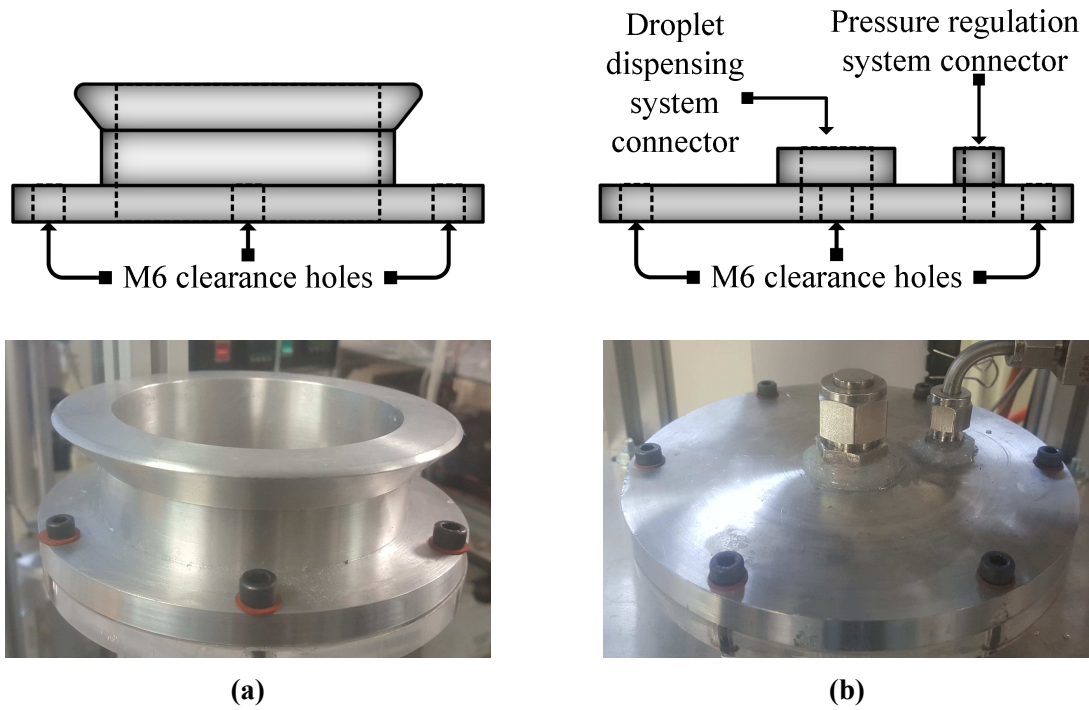 Droplet
dispensing
system
connector
Pressure regulation
system connector
M6 clearance holes
M6 clearance holes
(a)
(b)